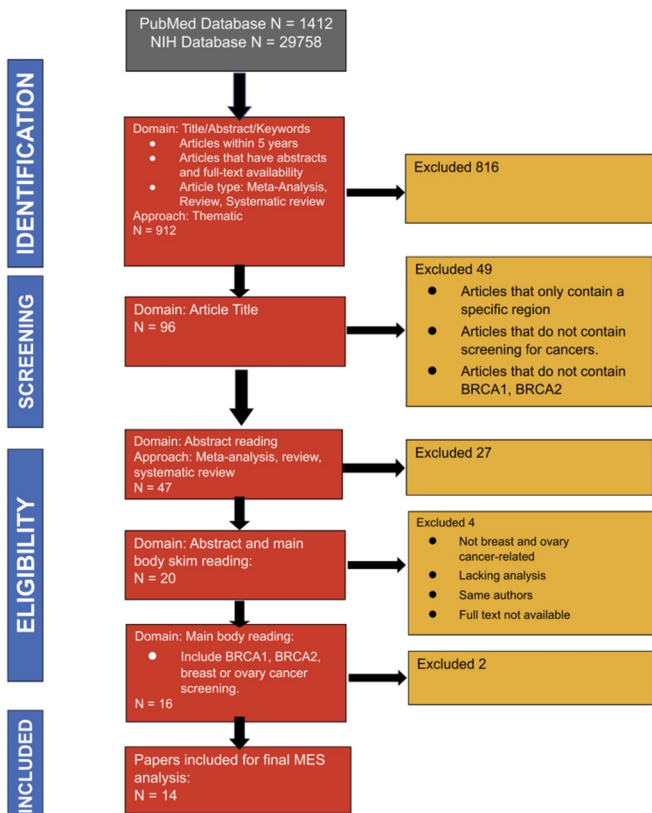 PubMed Database N = 1412
NIH Database N = 29758
IDENTIFICATION
Domain: Title/Abstract/Keywords
● Articles within 5 years
● Articles that have abstracts
and full-text availability
● Article type: Meta-Analysis,
Review, Systematic review
Approach: Thematic
N = 912
Excluded 816
SCREENING
Domain: Article Title
N = 96
Excluded 49
● Articles that only contain a
specific region
● Articles that do not contain
screening for cancers.
● Articles that do not contain
BRCA1, BRCA2
ELIGIBILITY
Domain: Abstract reading
Approach: Meta-analysis, review,
systematic review
N = 47
Excluded 27
Domain: Abstract and main
body skim reading:
N = 20
Excluded 4
● Not breast and ovary
cancer-related
● Lacking analysis
● Same authors
● Full text not available
Domain: Main body reading:
● Include BRCA1, BRCA2,
breast or ovary cancer
screening.
N = 16
Excluded 2
INCLUDED
Papers included for final MES
analysis:
N = 14